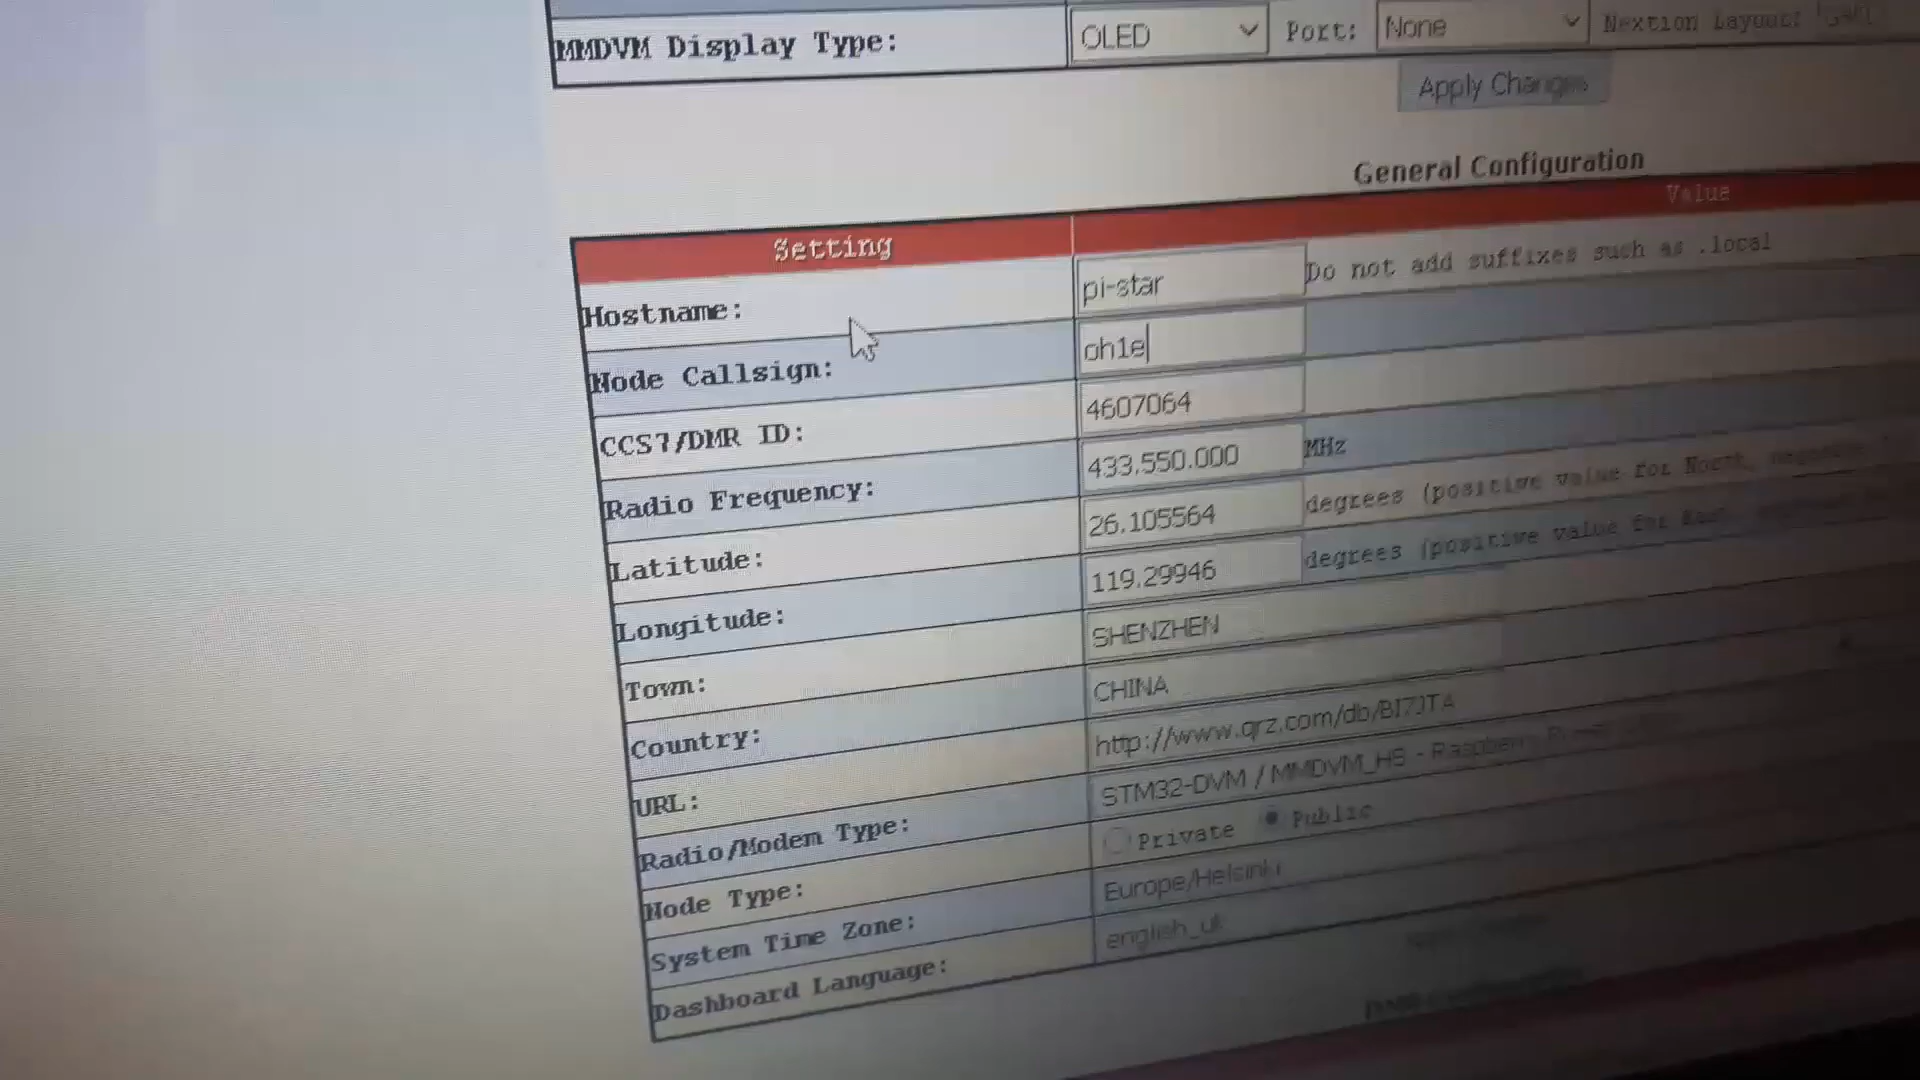 MMDVM Display Type: OLED Port: None Nextion Layout:
Apply Changes
General Configuration
Setting Value
Hostname: pi-star Do not add suffixes such as .local
Node Callsign: oh1e
CCS7/DMR ID: 4607064
Radio Frequency: 433.550.000 MHz
Latitude: 26.105564 degrees (positive value for North,
Longitude: 119.29946 degrees (positive value for East,
Town: SHENZHEN
Country: CHINA
URL: http://www.qrz.com/db/BI7JTA
Radio/Modem Type: STM32-DVM / MMDVM_HS - Raspberry
Node Type: Private Public
System Time Zone: Europe/Helsinki
Dashboard Language: english_uk